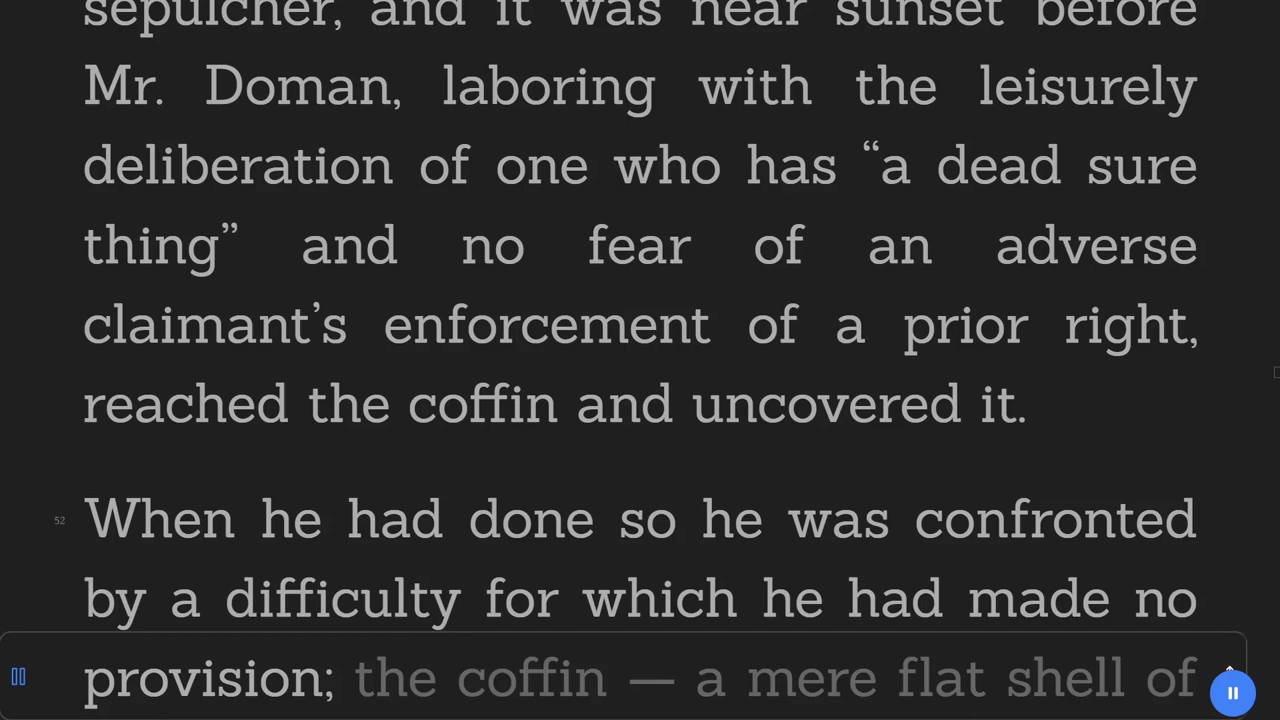 sepulcher, and it was near sunset before
Mr. Doman, laboring with the leisurely
deliberation of one who has “a dead sure
thing” and no fear of an adverse
claimant’s enforcement of a prior right,
reached the coffin and uncovered it.
52
When he had done so he was confronted
by a difficulty for which he had made no
provision; the coffin — a mere flat shell of